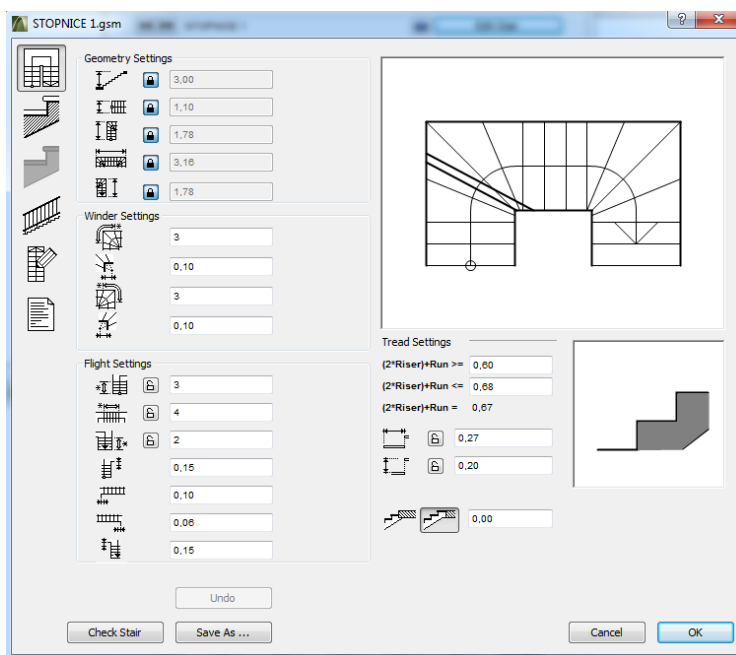 STOPNICE 1.gsm
Geometry Settings
3,00
1,10
1,78
3,16
1,78
Winder Settings
3
0,10
3
0,10
Flight Settings
3
4
2
0,15
0,10
0,06
0,15
Tread Settings
(2*Riser)+Run >= 0,60
(2*Riser)+Run <= 0,68
(2*Riser)+Run = 0,67
0,27
0,20
0,00
Undo
Check Stair
Save As ...
Cancel
OK